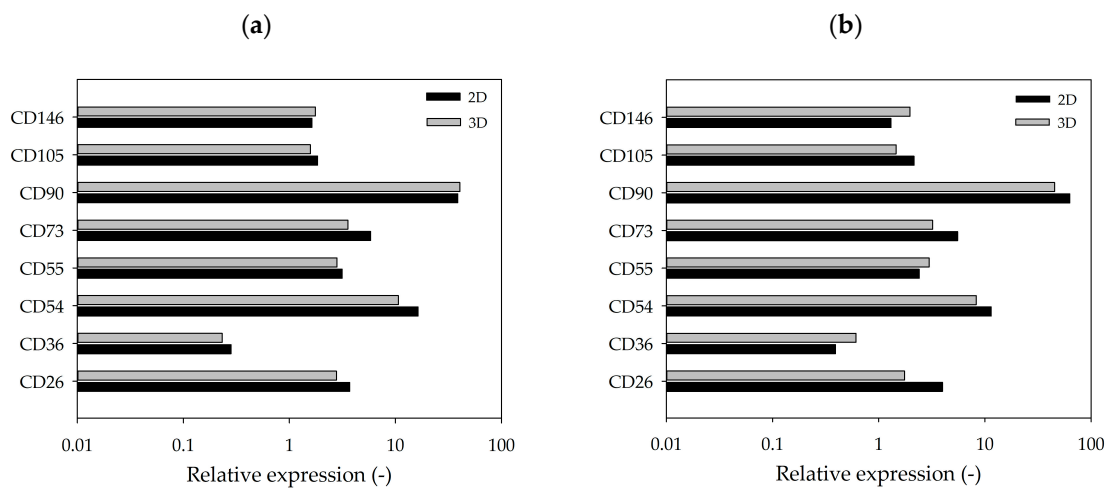 (a)
2D
3D
CD146
CD105
CD90
CD73
CD55
CD54
CD36
CD26
0.01 0.1 1 10 100
Relative expression (-)
(b)
2D
3D
CD146
CD105
CD90
CD73
CD55
CD54
CD36
CD26
0.01 0.1 1 10 100
Relative expression (-)